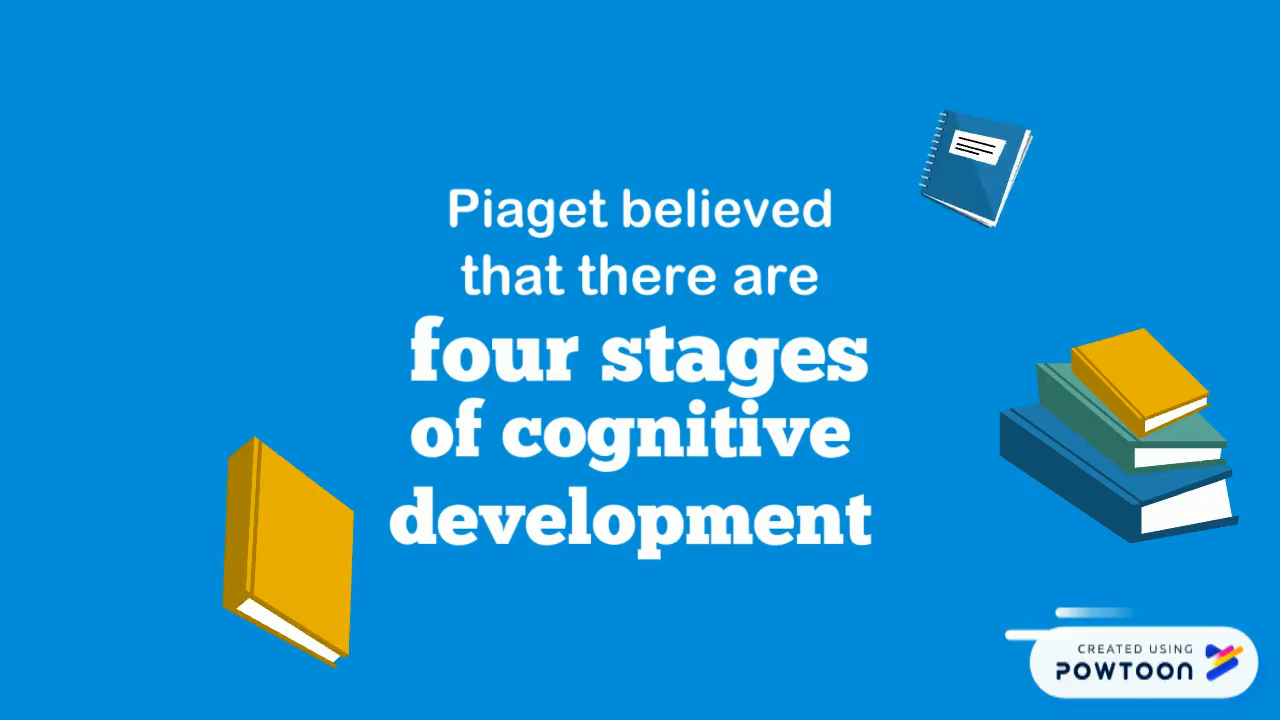 Piaget believed
that there are
four stages
of cognitive
development
CREATED USING
POWTOON